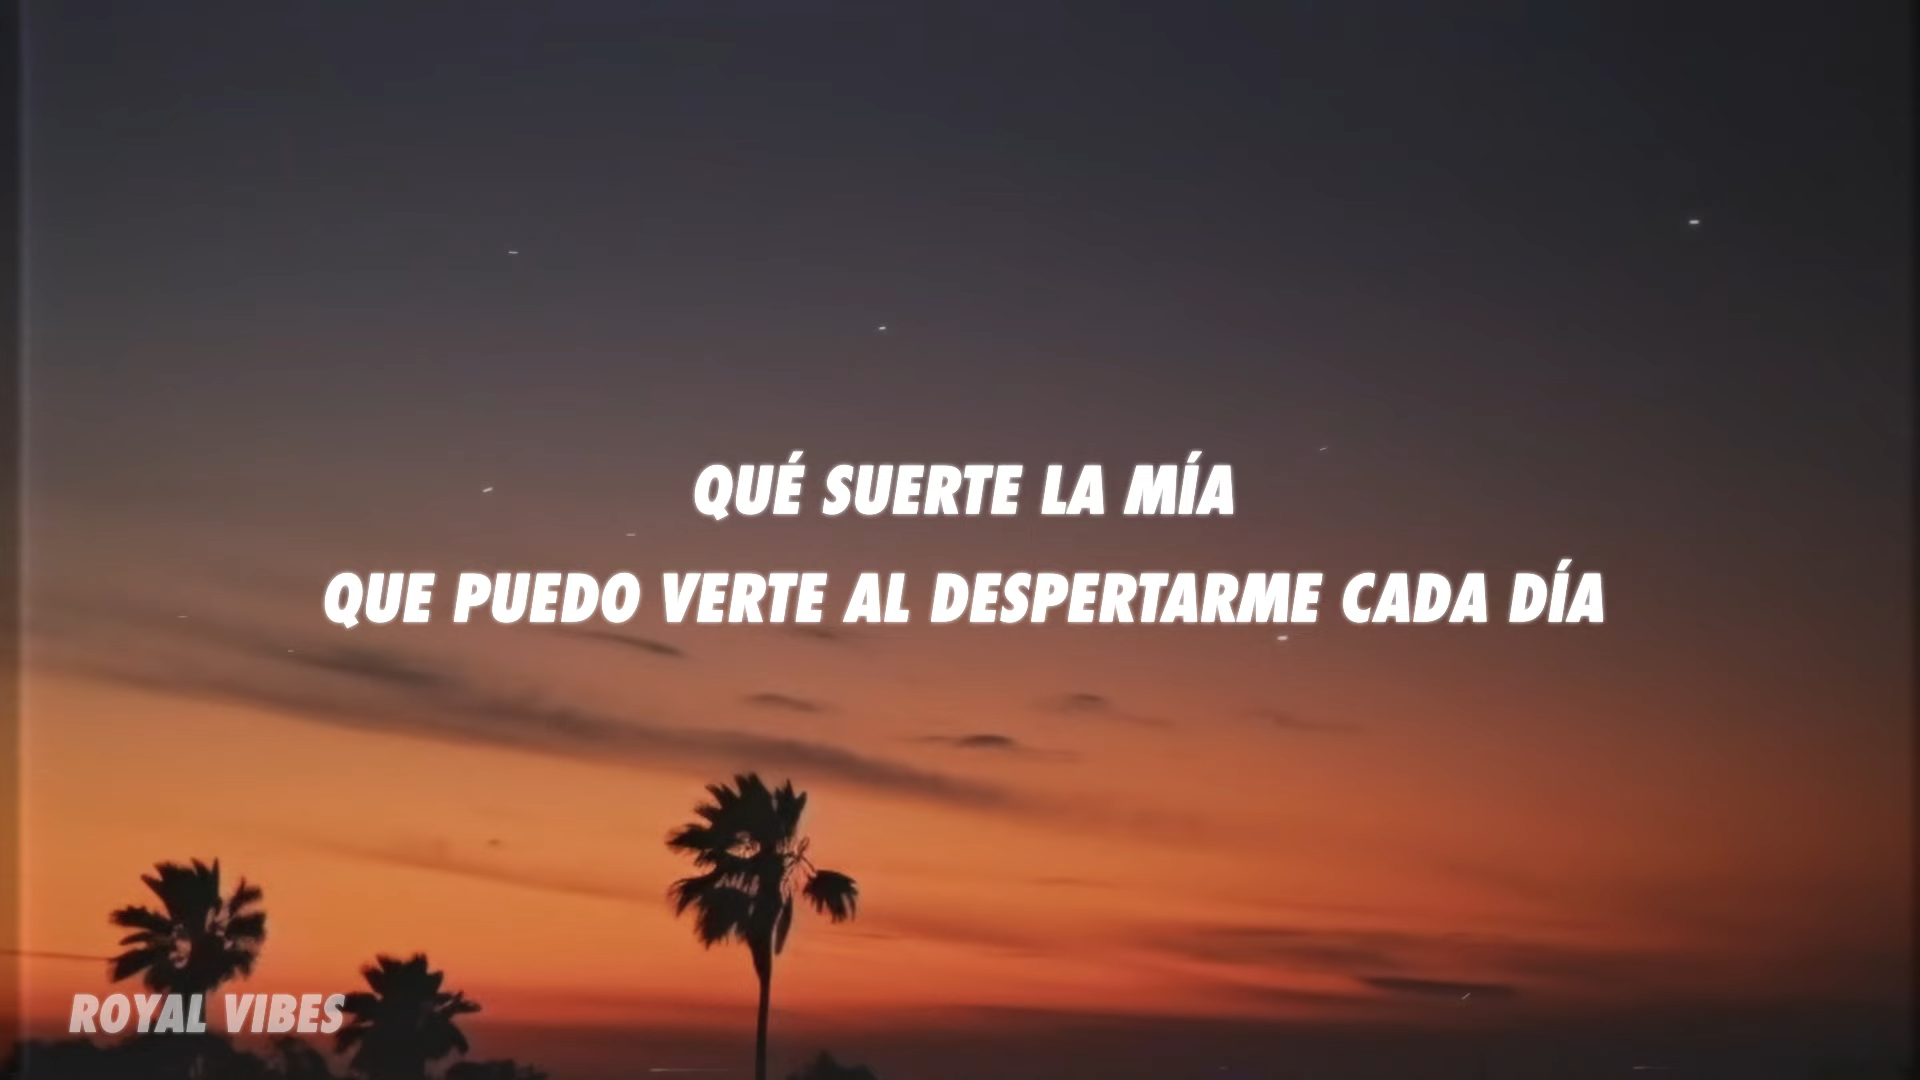 QUÉ SUERTE LA MÍA
QUE PUEDO VERTE AL DESPERTARME CADA DÍA
ROYAL VIBES